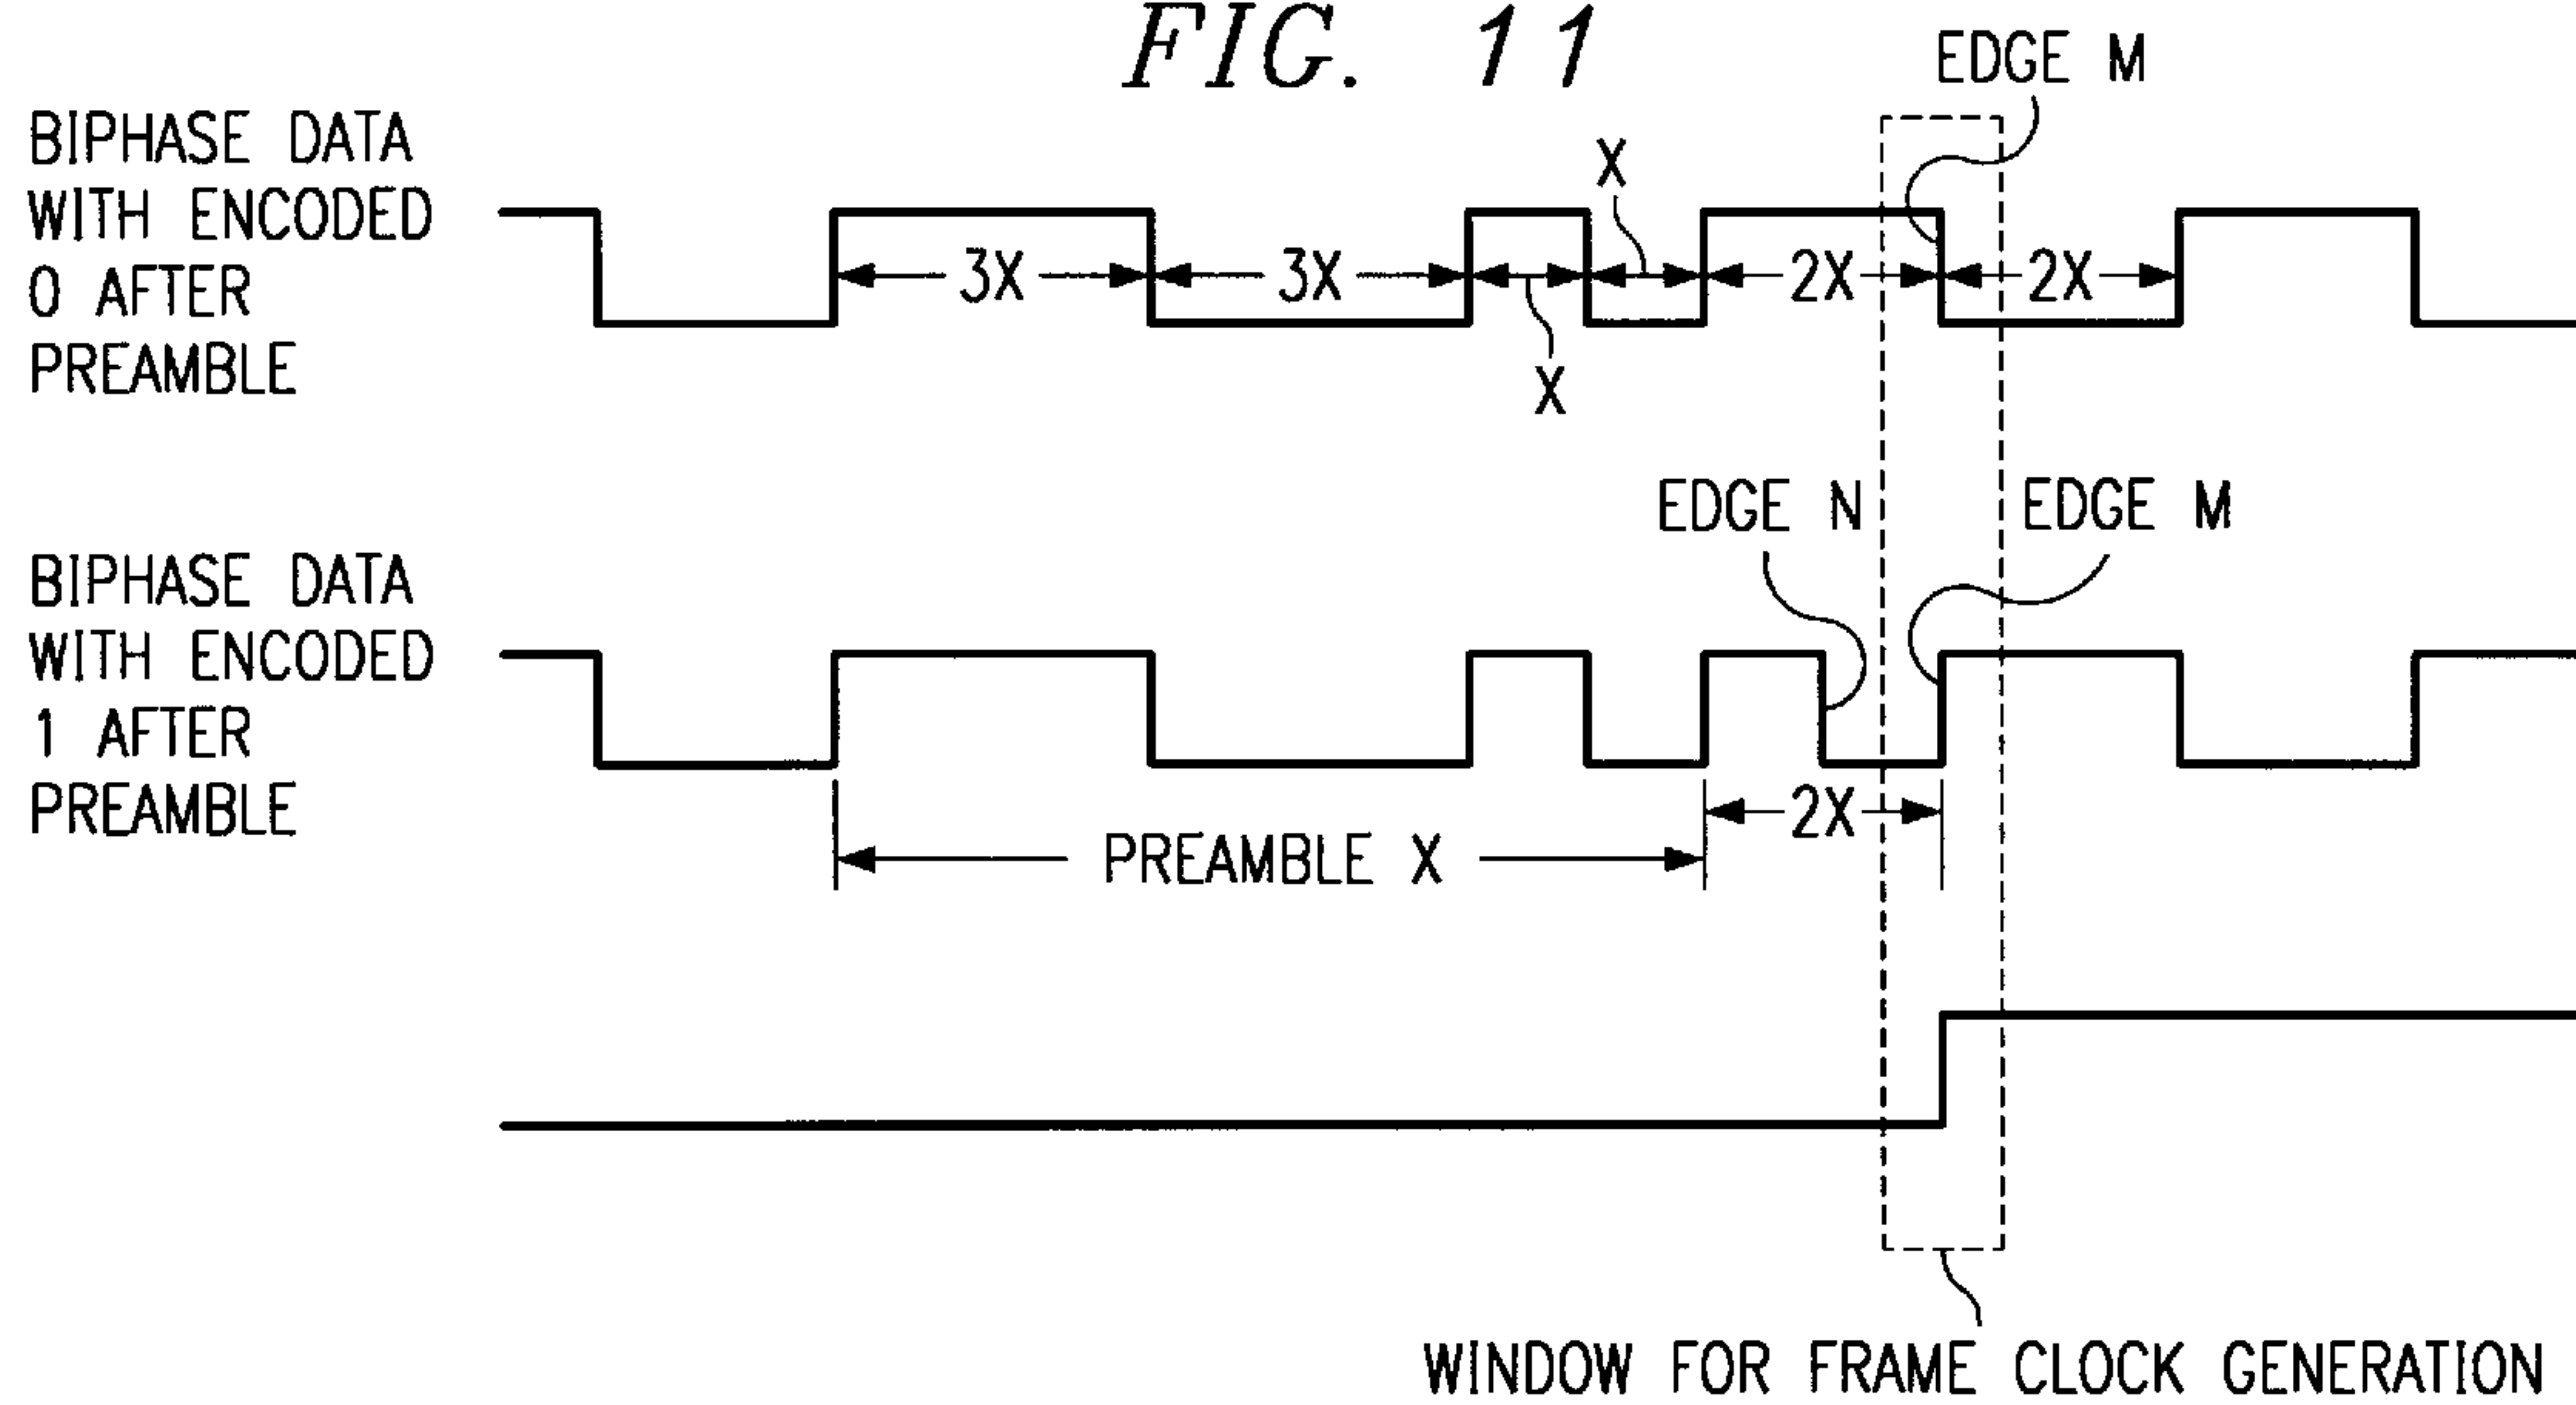 FIG. 11
EDGE M
BIPHASE DATA
WITH ENCODED
0 AFTER
PREAMBLE
X
3X
3X
2X
2X
X
EDGE N
EDGE M
BIPHASE DATA
WITH ENCODED
1 AFTER
PREAMBLE
2X
PREAMBLE X
WINDOW FOR FRAME CLOCK GENERATION